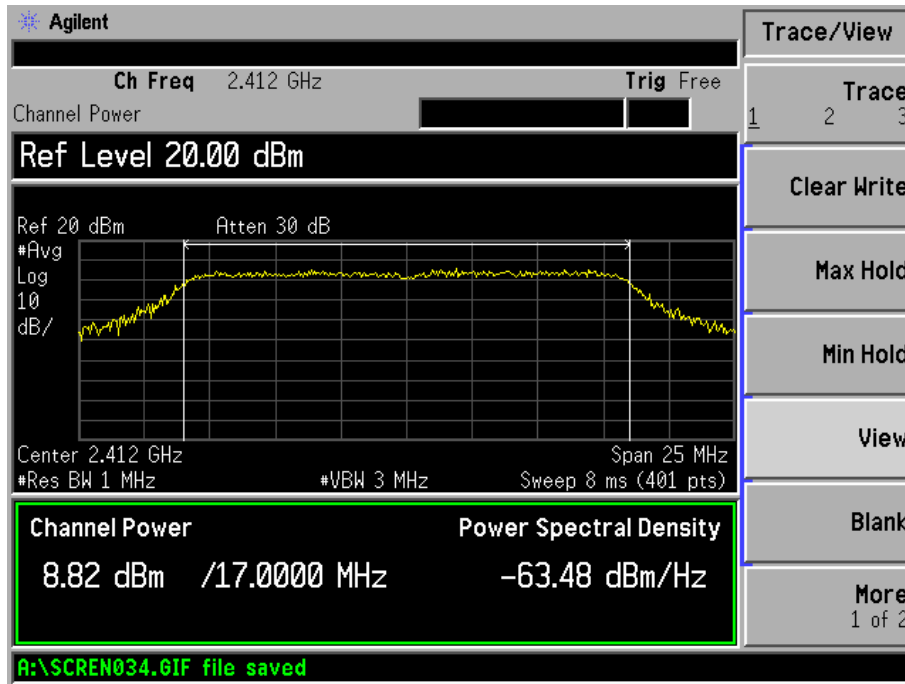 Agilent
Ch Freq 2.412 GHz Trig Free
Channel Power
Ref Level 20.00 dBm
Ref 20 dBm Atten 30 dB
#Avg
Log
10
dB/
Center 2.412 GHz Span 25 MHz
#Res BW 1 MHz #VBW 3 MHz Sweep 8 ms (401 pts)
Channel Power Power Spectral Density
8.82 dBm /17.0000 MHz -63.48 dBm/Hz
A:\SCREN034.GIF file saved
Trace/View
Trace
1 2 3
Clear Write
Max Hold
Min Hold
View
Blank
More
1 of 2